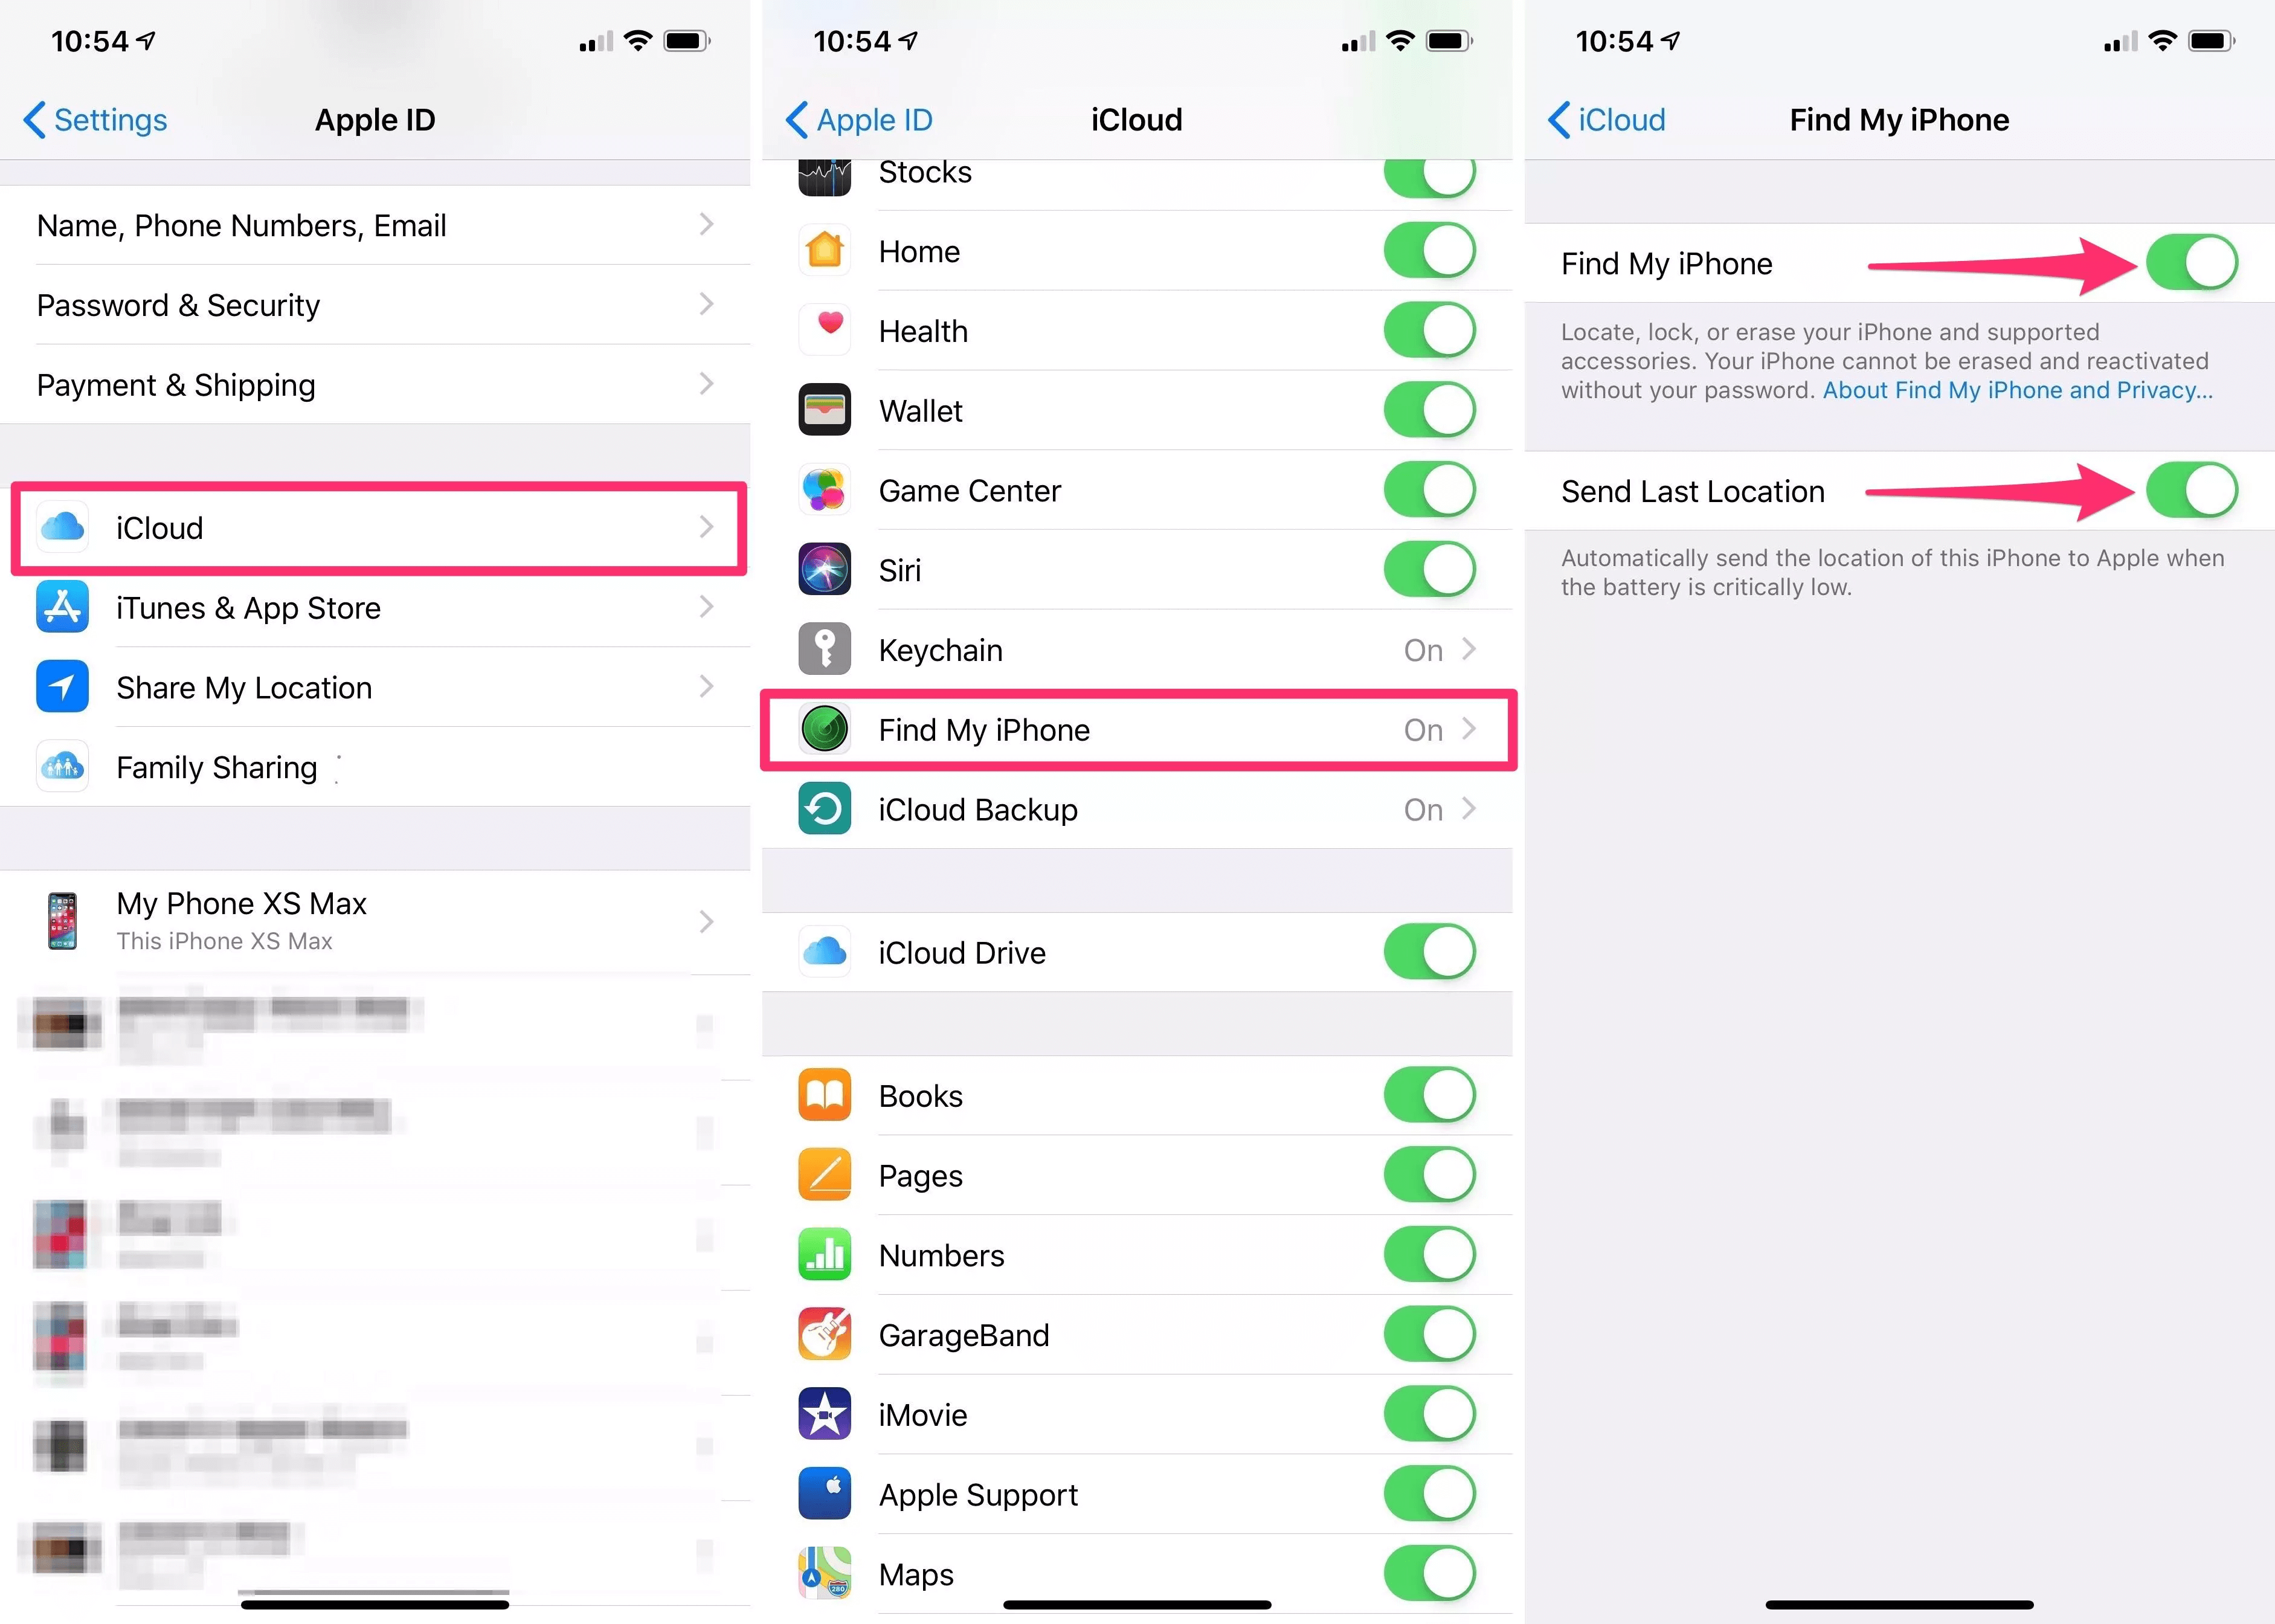 10:54
Settings
Apple ID
Name, Phone Numbers, Email
Password & Security
Payment & Shipping
iCloud
iTunes & App Store
Share My Location
Family Sharing
My Phone XS Max
This iPhone XS Max
10:54
Apple ID
iCloud
Stocks
Home
Health
Wallet
Game Center
Siri
Keychain On
Find My iPhone On
iCloud Backup On
iCloud Drive
Books
Pages
Numbers
GarageBand
iMovie
Apple Support
280
Maps
10:54
iCloud
Find My iPhone
Find My iPhone
Locate, lock, or erase your iPhone and supported
accessories. Your iPhone cannot be erased and reactivated
without your password. About Find My iPhone and Privacy...
Send Last Location
Automatically send the location of this iPhone to Apple when
the battery is critically low.